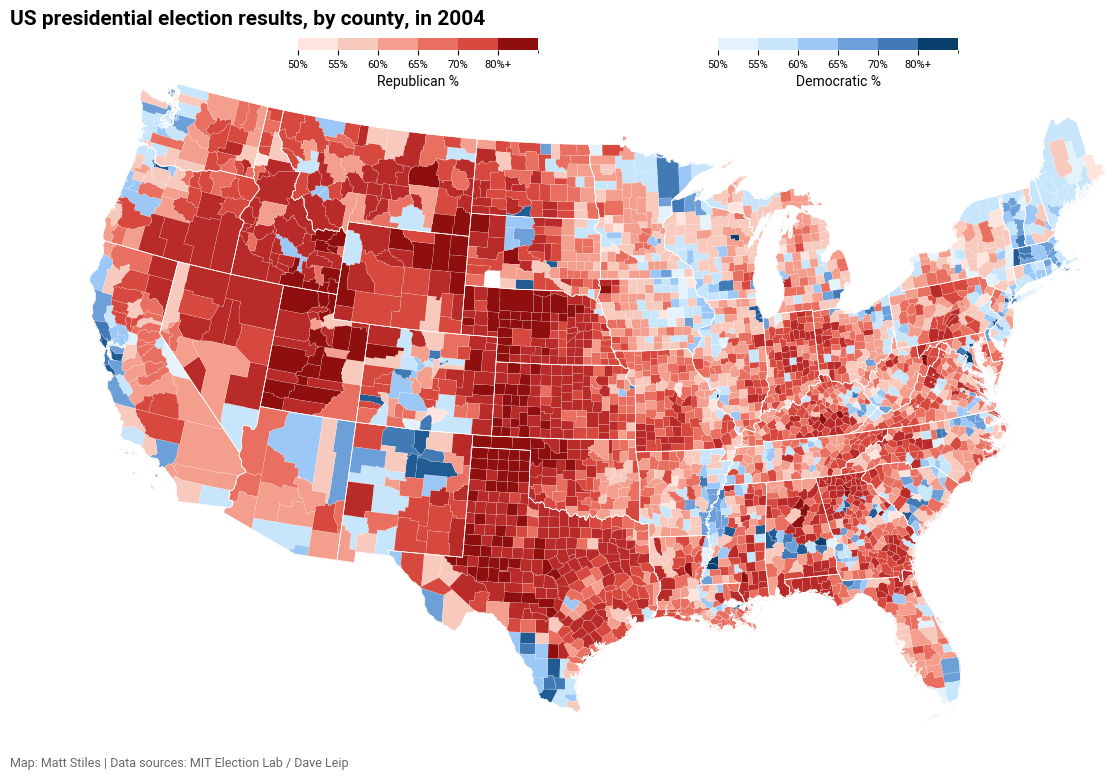 US presidential election results, by county, in 2004
50% 55% 60% 65% 70% 80%+
Republican %
50% 55% 60% 65% 70% 80%+
Democratic %
Map: Matt Stiles | Data sources: MIT Election Lab / Dave Leip